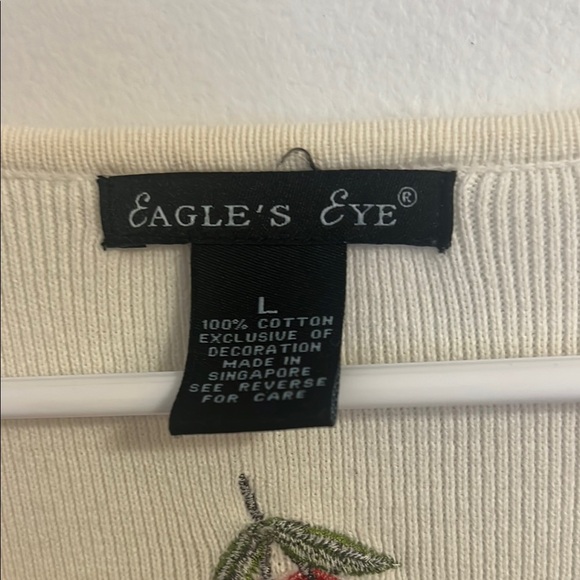 EAGLE'S EYE®
L
100% COTTON
EXCLUSIVE OF
DECORATION
MADE IN
SINGAPORE
SEE REVERSE
FOR CARE